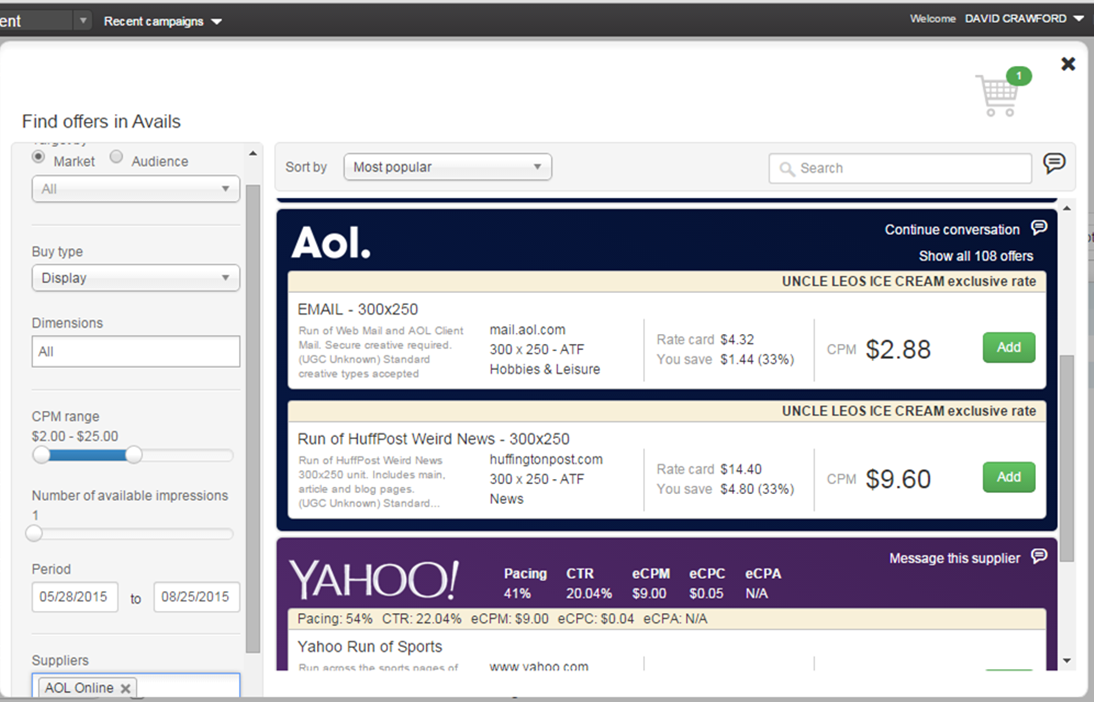 ent
Recent campaigns
Welcome DAVID CRAWFORD
1
Find offers in Avails
Market Audience
All
Buy type
Display
Dimensions
All
CPM range
$2.00 - $25.00
Number of available impressions
1
Period
05/28/2015 to 08/25/2015
Suppliers
AOL Online
Sort by Most popular Search
Aol.
Continue conversation
Show all 108 offers
UNCLE LEOS ICE CREAM exclusive rate
EMAIL - 300x250
Run of Web Mail and AOL Client
Mail. Secure creative required.
(UGC Unknown) Standard
creative types accepted
mail.aol.com
300 x 250 - ATF
Hobbies & Leisure
Rate card $4.32
You save $1.44 (33%)
CPM $2.88
Add
UNCLE LEOS ICE CREAM exclusive rate
Run of HuffPost Weird News - 300x250
Run of HuffPost Weird News
300x250 unit. Includes main,
article and blog pages.
(UGC Unknown) Standard...
huffingtonpost.com
300 x 250 - ATF
News
Rate card $14.40
You save $4.80 (33%)
CPM $9.60
Add
YAHOO!
Message this supplier
Pacing CTR eCPM eCPC eCPA
41% 20.04% $9.00 $0.05 N/A
Pacing: 54% CTR: 22.04% eCPM: $9.00 eCPC: $0.04 eCPA: N/A
Yahoo Run of Sports
Run across the sports pages of
www.yahoo.com